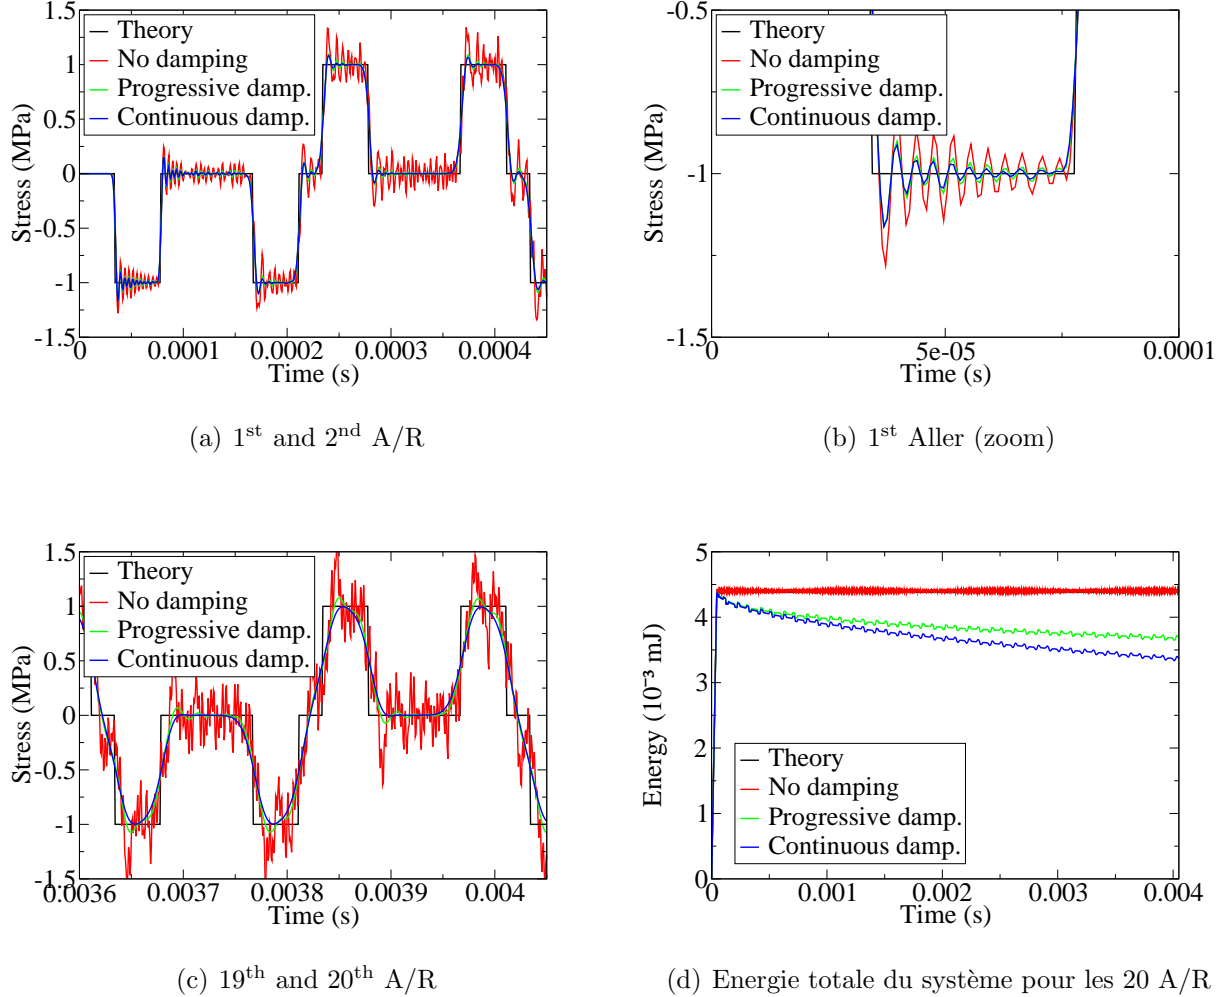 1.5
1
0.5
0
-0.5
-1
-1.5
Stress (MPa)
Theory
No damping
Progressive damp.
Continuous damp.
0
0.0001
0.0002
0.0003
0.0004
Time (s)
(a) 1st and 2nd A/R
-0.5
-1
-1.5
Stress (MPa)
Theory
No damping
Progressive damp.
Continuous damp.
0
5e-05
0.0001
Time (s)
(b) 1st Aller (zoom)
1.5
1
0.5
0
-0.5
-1
-1.5
Stress (MPa)
Theory
No damping
Progressive damp.
Continuous damp.
0.0036
0.0037
0.0038
0.0039
0.004
Time (s)
(c) 19th and 20th A/R
5
4
3
2
1
0
Energy (10⁻³ mJ)
Theory
No damping
Progressive damp.
Continuous damp.
0
0.001
0.002
0.003
0.004
Time (s)
(d) Energie totale du système pour les 20 A/R